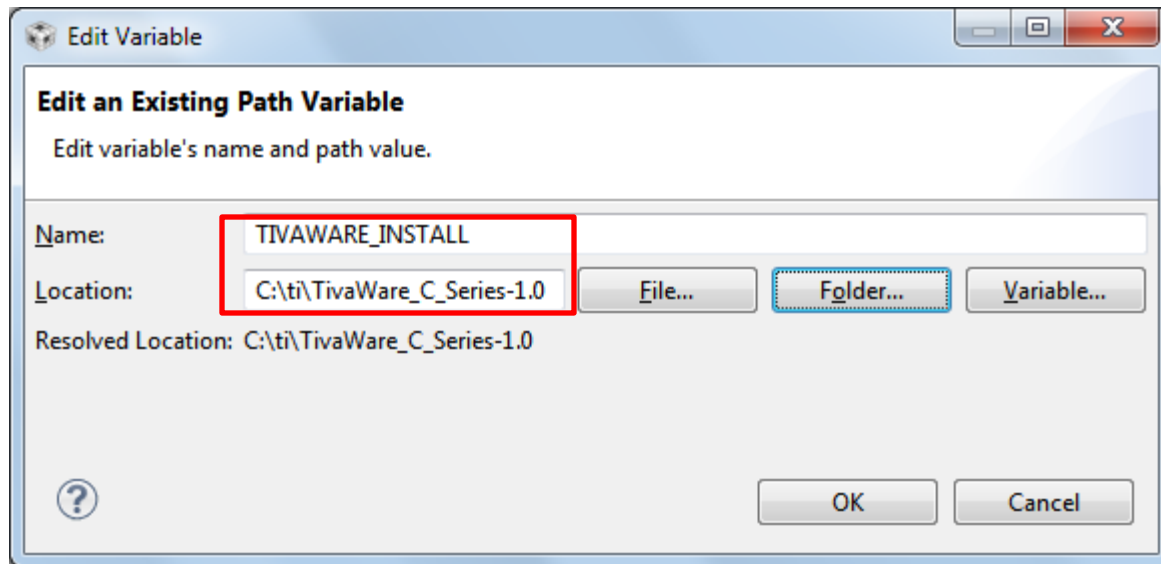 Edit Variable
Edit an Existing Path Variable
Edit variable's name and path value.
Name: TIVAWARE_INSTALL
Location: C:\ti\TivaWare_C_Series-1.0 File... Folder... Variable...
Resolved Location: C:\ti\TivaWare_C_Series-1.0
?
OK Cancel